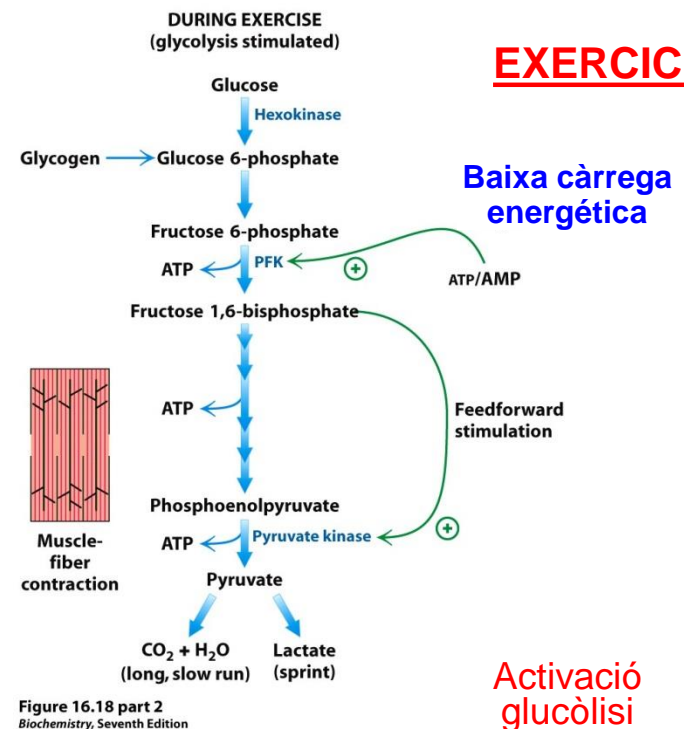 DURING EXERCISE
(glycolysis stimulated)
EXERCIC
Glucose
Hexokinase
Glycogen
Glucose 6-phosphate
Baixa càrrega
energética
Fructose 6-phosphate
ATP
PFK
+
ATP/AMP
Fructose 1,6-bisphosphate
ATP
Feedforward
stimulation
Phosphoenolpyruvate
ATP
Pyruvate kinase
+
Muscle-
fiber
contraction
Pyruvate
CO₂ + H₂O
(long, slow run)
Lactate
(sprint)
Activació
glucòlisi
Figure 16.18 part 2
Biochemistry, Seventh Edition